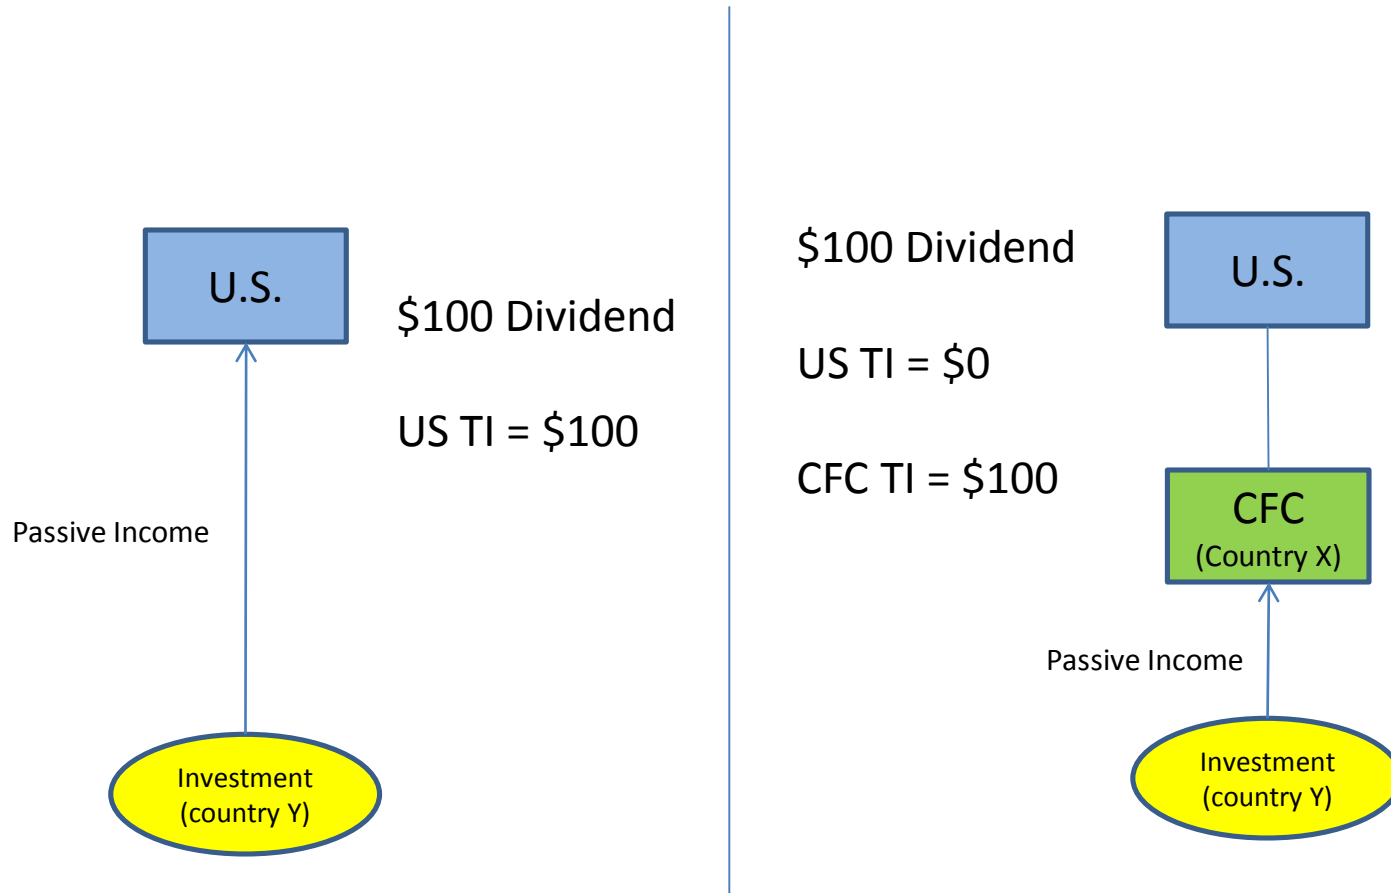 U.S.
$100 Dividend
US TI = $100
Passive Income
Investment
(country Y)
$100 Dividend
US TI = $0
CFC TI = $100
U.S.
CFC
(Country X)
Passive Income
Investment
(country Y)